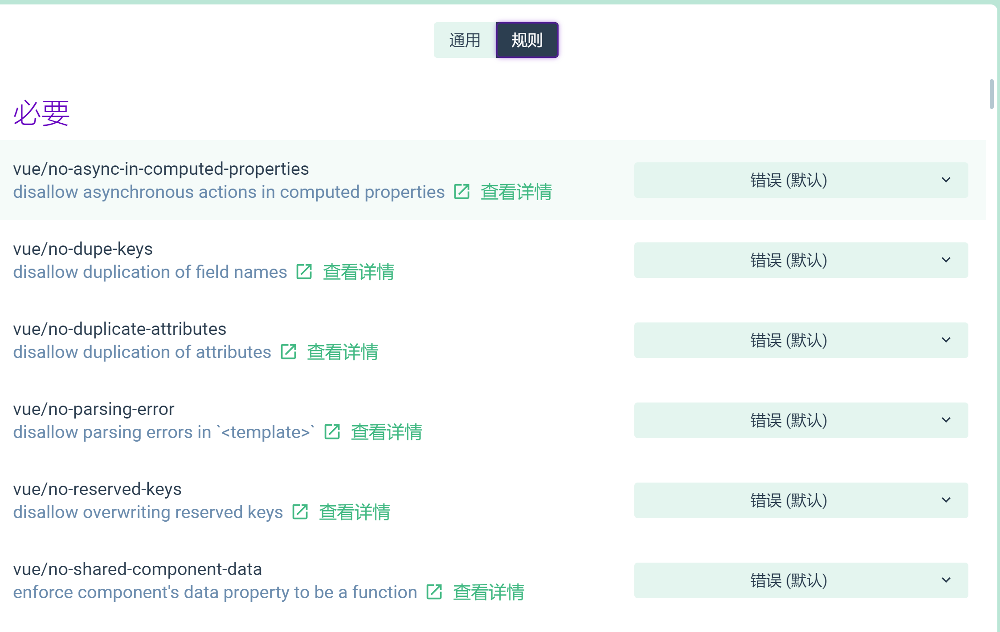 通用 规则
必要
vue/no-async-in-computed-properties
disallow asynchronous actions in computed properties 查看详情
错误 (默认)
vue/no-dupe-keys
disallow duplication of field names 查看详情
错误 (默认)
vue/no-duplicate-attributes
disallow duplication of attributes 查看详情
错误 (默认)
vue/no-parsing-error
disallow parsing errors in `<template>` 查看详情
错误 (默认)
vue/no-reserved-keys
disallow overwriting reserved keys 查看详情
错误 (默认)
vue/no-shared-component-data
enforce component's data property to be a function 查看详情
错误 (默认)